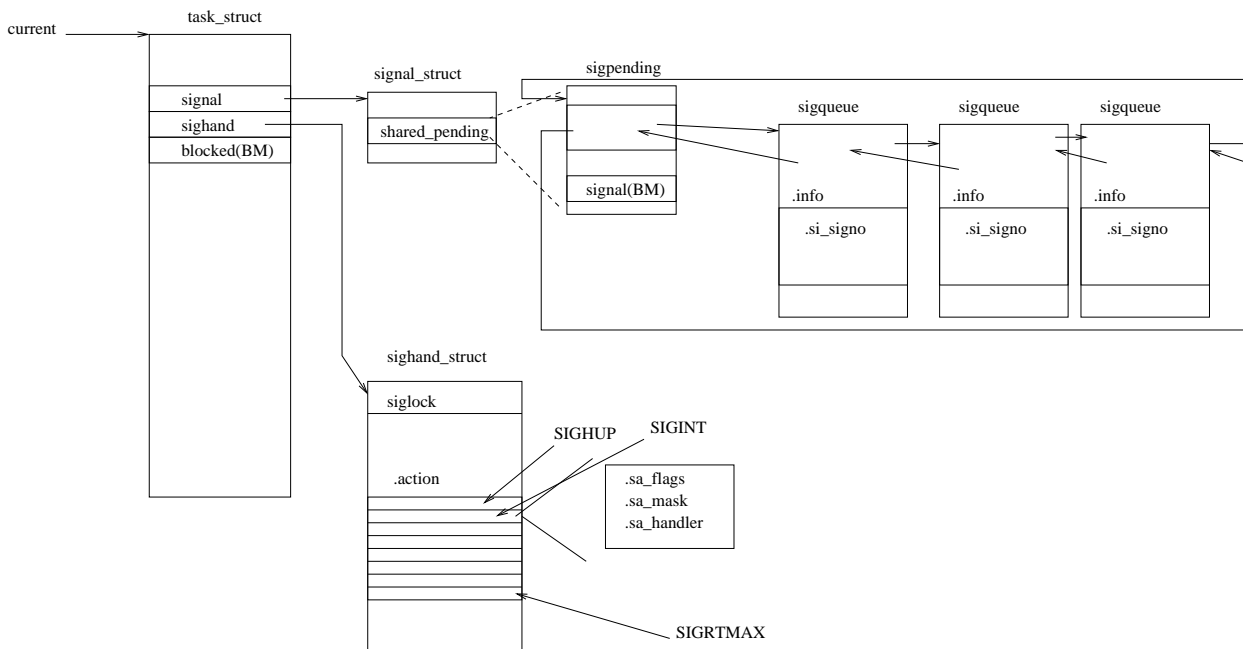 task_struct
current
signal
sighand
blocked(BM)
signal_struct
shared_pending
sigpending
signal(BM)
sigqueue
.info
.si_signo
sigqueue
.info
.si_signo
sigqueue
.info
.si_signo
sighand_struct
siglock
.action
SIGHUP
SIGINT
.sa_flags
.sa_mask
.sa_handler
SIGRTMAX